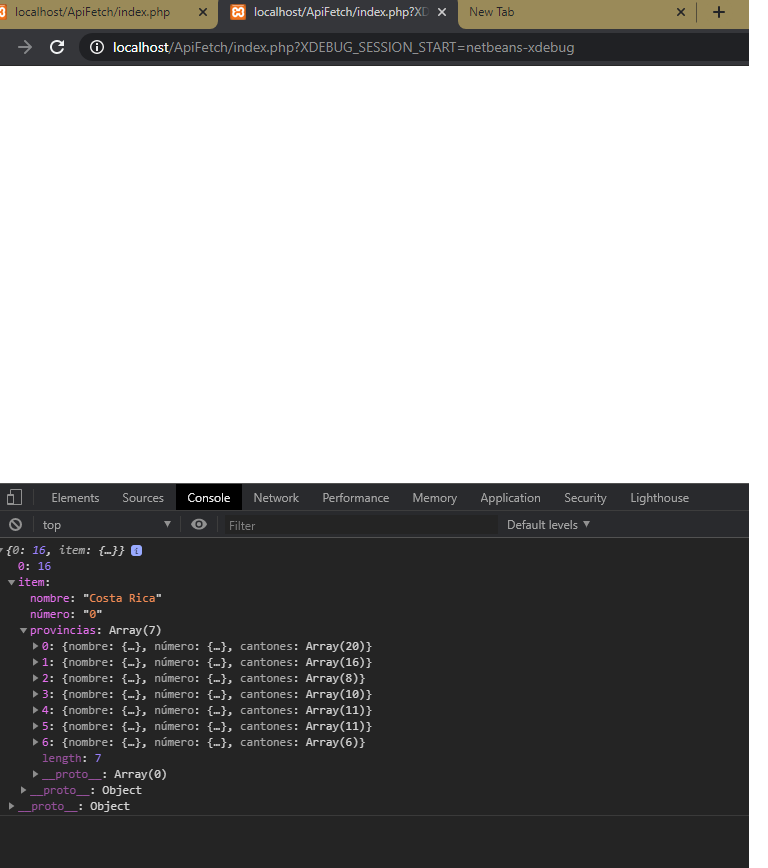 localhost/ApiFetch/index.php
localhost/ApiFetch/index.php?XD
New Tab
localhost/ApiFetch/index.php?XDEBUG_SESSION_START=netbeans-xdebug
Elements Sources Console Network Performance Memory Application Security Lighthouse
top Filter Default levels
{0: 16, item: {…}} i
0: 16
item:
nombre: "Costa Rica"
número: "0"
provincias: Array(7)
0: {nombre: {…}, número: {…}, cantones: Array(20)}
1: {nombre: {…}, número: {…}, cantones: Array(16)}
2: {nombre: {…}, número: {…}, cantones: Array(8)}
3: {nombre: {…}, número: {…}, cantones: Array(10)}
4: {nombre: {…}, número: {…}, cantones: Array(11)}
5: {nombre: {…}, número: {…}, cantones: Array(11)}
6: {nombre: {…}, número: {…}, cantones: Array(6)}
length: 7
__proto__: Array(0)
__proto__: Object
__proto__: Object